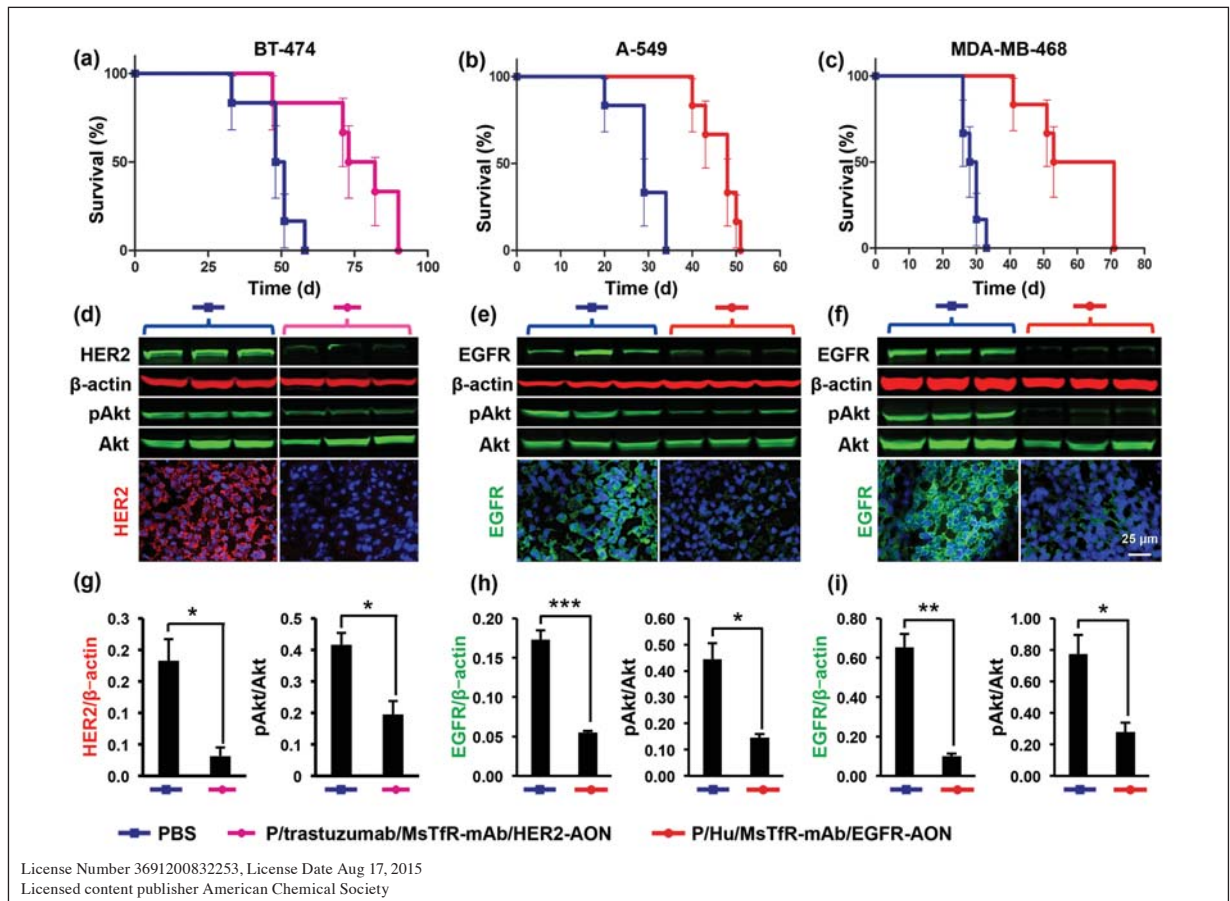 BT-474
A-549
MDA-MB-468
(a)
(b)
(c)
100
50
0
Survival (%)
0 25 50 75 100
Time (d)
100
50
0
Survival (%)
0 10 20 30 40 50 60
Time (d)
100
50
0
Survival (%)
0 10 20 30 40 50 60 70 80
Time (d)
(d)
HER2
β-actin
pAkt
Akt
HER2
(e)
EGFR
β-actin
pAkt
Akt
EGFR
(f)
EGFR
β-actin
pAkt
Akt
EGFR
25 µm
(g)
HER2/β−actin
0.3
0.2
0.2
0.1
0.1
0.0
*
pAkt/Akt
0.5
0.4
0.3
0.2
0.1
0
*
(h)
EGFR/β−actin
0.20
0.15
0.10
0.05
0.00
***
pAkt/Akt
0.60
0.50
0.40
0.30
0.20
0.10
0.00
*
(i)
EGFR/β−actin
0.80
0.60
0.40
0.20
0.00
**
pAkt/Akt
1.00
0.80
0.60
0.40
0.20
0.00
*
PBS P/trastuzumab/MsTfR-mAb/HER2-AON P/Hu/MsTfR-mAb/EGFR-AON
License Number 3691200832253, License Date Aug 17, 2015
Licensed content publisher American Chemical Society